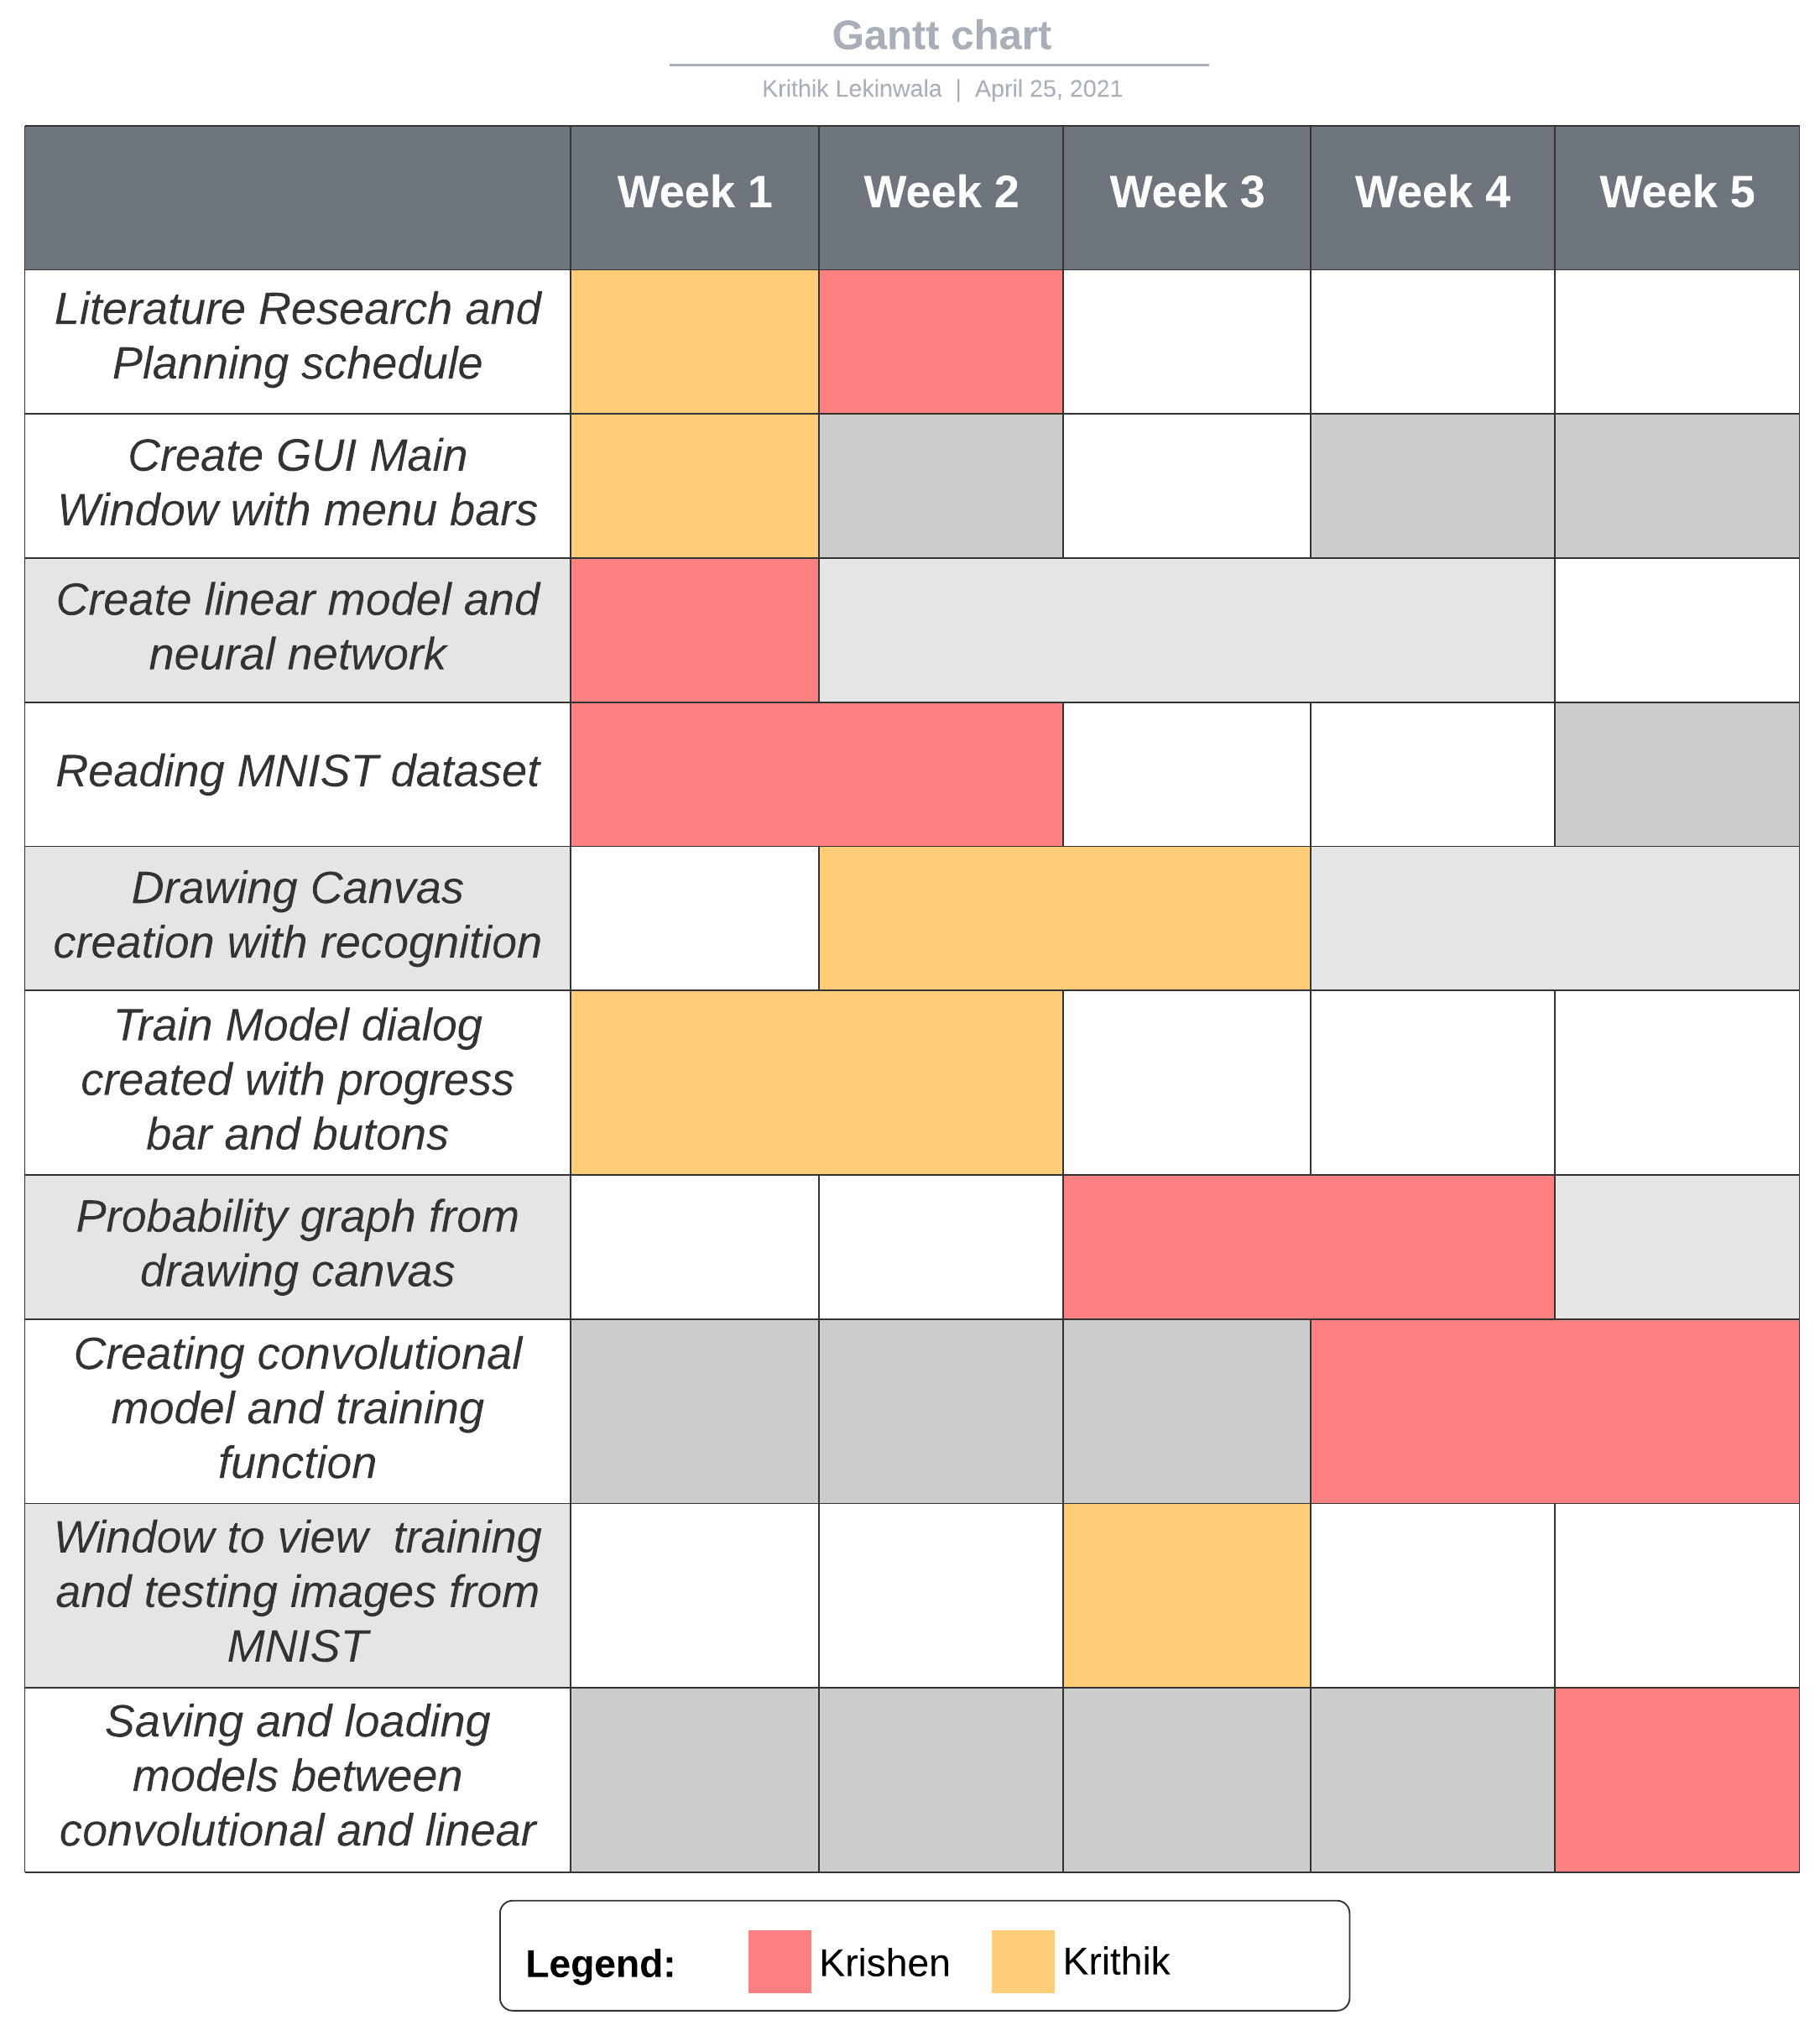 Gantt chart
Krithik Lekinwala | April 25, 2021
Week 1 Week 2 Week 3 Week 4 Week 5
Literature Research and
Planning schedule
Create GUI Main
Window with menu bars
Create linear model and
neural network
Reading MNIST dataset
Drawing Canvas
creation with recognition
Train Model dialog
created with progress
bar and butons
Probability graph from
drawing canvas
Creating convolutional
model and training
function
Window to view  training
and testing images from
MNIST
Saving and loading
models between
convolutional and linear
Legend: Krishen Krithik